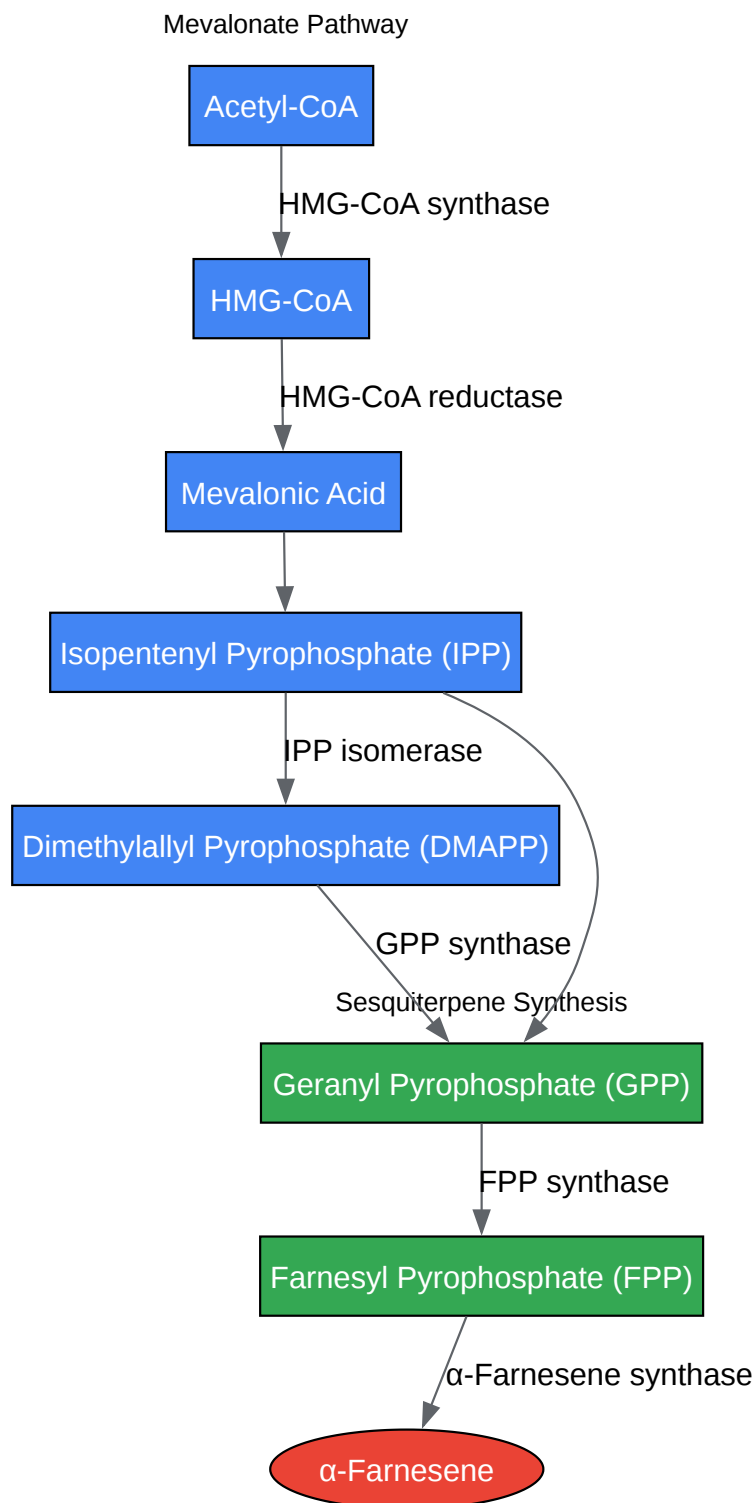 Mevalonate Pathway
Acetyl-CoA
HMG-CoA synthase
HMG-CoA
HMG-CoA reductase
Mevalonic Acid
Isopentenyl Pyrophosphate (IPP)
IPP isomerase
Dimethylallyl Pyrophosphate (DMAPP)
GPP synthase
Sesquiterpene Synthesis
Geranyl Pyrophosphate (GPP)
FPP synthase
Farnesyl Pyrophosphate (FPP)
α-Farnesene synthase
α-Farnesene